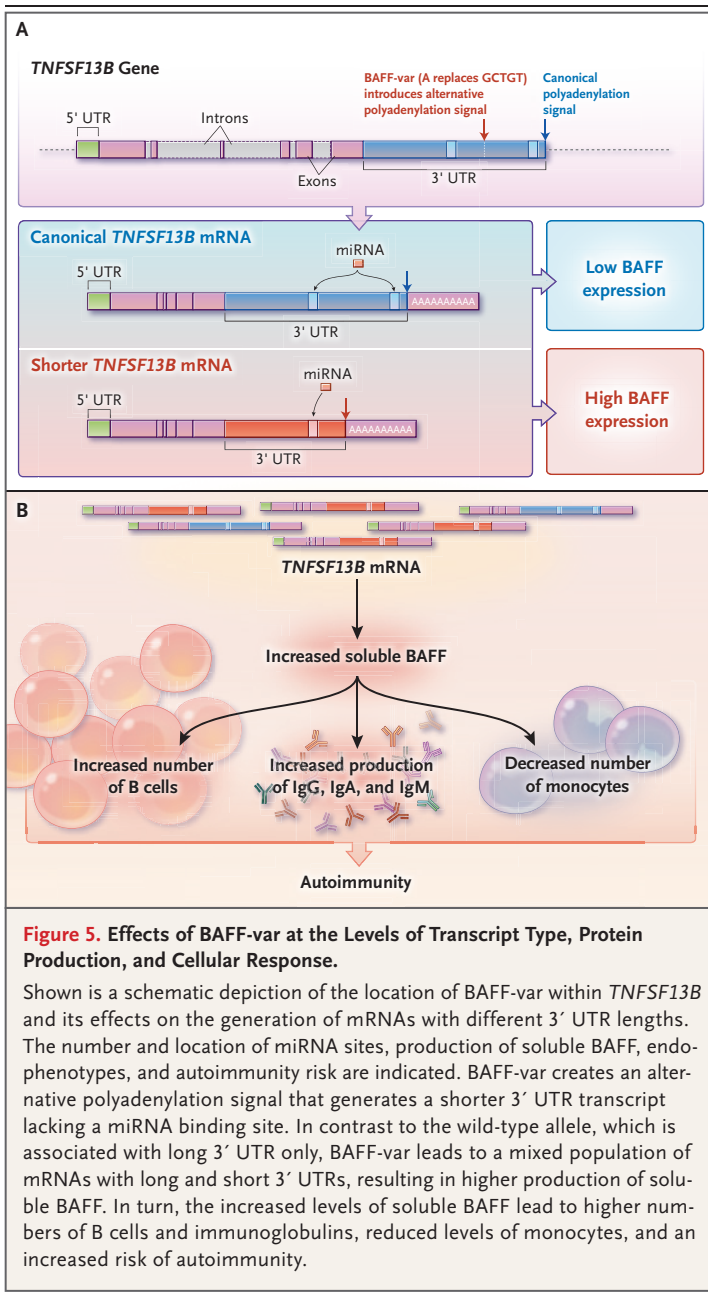 A
TNFSF13B Gene
BAFF-var (A replaces GCTGT)
introduces alternative
polyadenylation signal
Canonical
polyadenylation
signal
5' UTR
Introns
Exons
3' UTR
Canonical TNFSF13B mRNA
miRNA
5' UTR
AAAAAAAAAA
3' UTR
Low BAFF
expression
Shorter TNFSF13B mRNA
miRNA
5' UTR
AAAAAAAAAA
3' UTR
High BAFF
expression
B
TNFSF13B mRNA
Increased soluble BAFF
Increased number
of B cells
Increased production
of IgG, IgA, and IgM
Decreased number
of monocytes
Autoimmunity
Figure 5. Effects of BAFF-var at the Levels of Transcript Type, Protein
Production, and Cellular Response.
Shown is a schematic depiction of the location of BAFF-var within TNFSF13B
and its effects on the generation of mRNAs with different 3′ UTR lengths.
The number and location of miRNA sites, production of soluble BAFF, endo-
phenotypes, and autoimmunity risk are indicated. BAFF-var creates an alter-
native polyadenylation signal that generates a shorter 3′ UTR transcript
lacking a miRNA binding site. In contrast to the wild-type allele, which is
associated with long 3′ UTR only, BAFF-var leads to a mixed population of
mRNAs with long and short 3′ UTRs, resulting in higher production of solu-
ble BAFF. In turn, the increased levels of soluble BAFF lead to higher num-
bers of B cells and immunoglobulins, reduced levels of monocytes, and an
increased risk of autoimmunity.